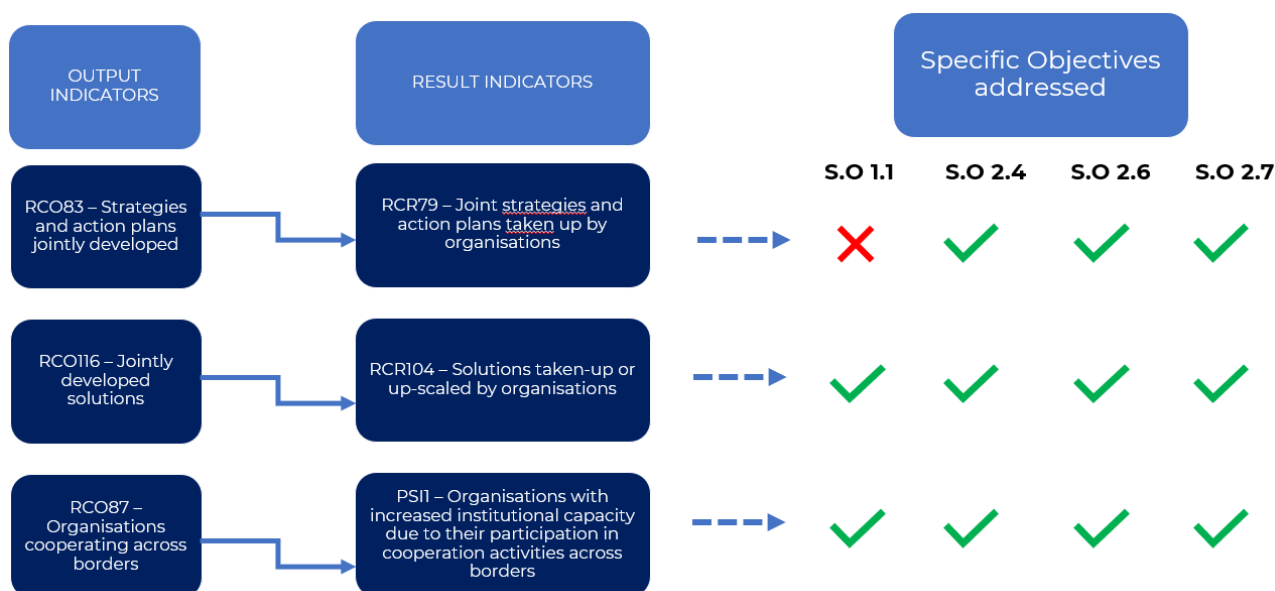 OUTPUT
INDICATORS
RESULT INDICATORS
Specific Objectives
addressed
S.O 1.1
S.O 2.4
S.O 2.6
S.O 2.7
RCO83 – Strategies
and action plans
jointly developed
RCR79 – Joint strategies and
action plans taken up by
organisations
RCO116 – Jointly
developed
solutions
RCR104 – Solutions taken-up or
up-scaled by organisations
RCO87 –
Organisations
cooperating across
borders
PSI1 – Organisations with
increased institutional capacity
due to their participation in
cooperation activities across
borders